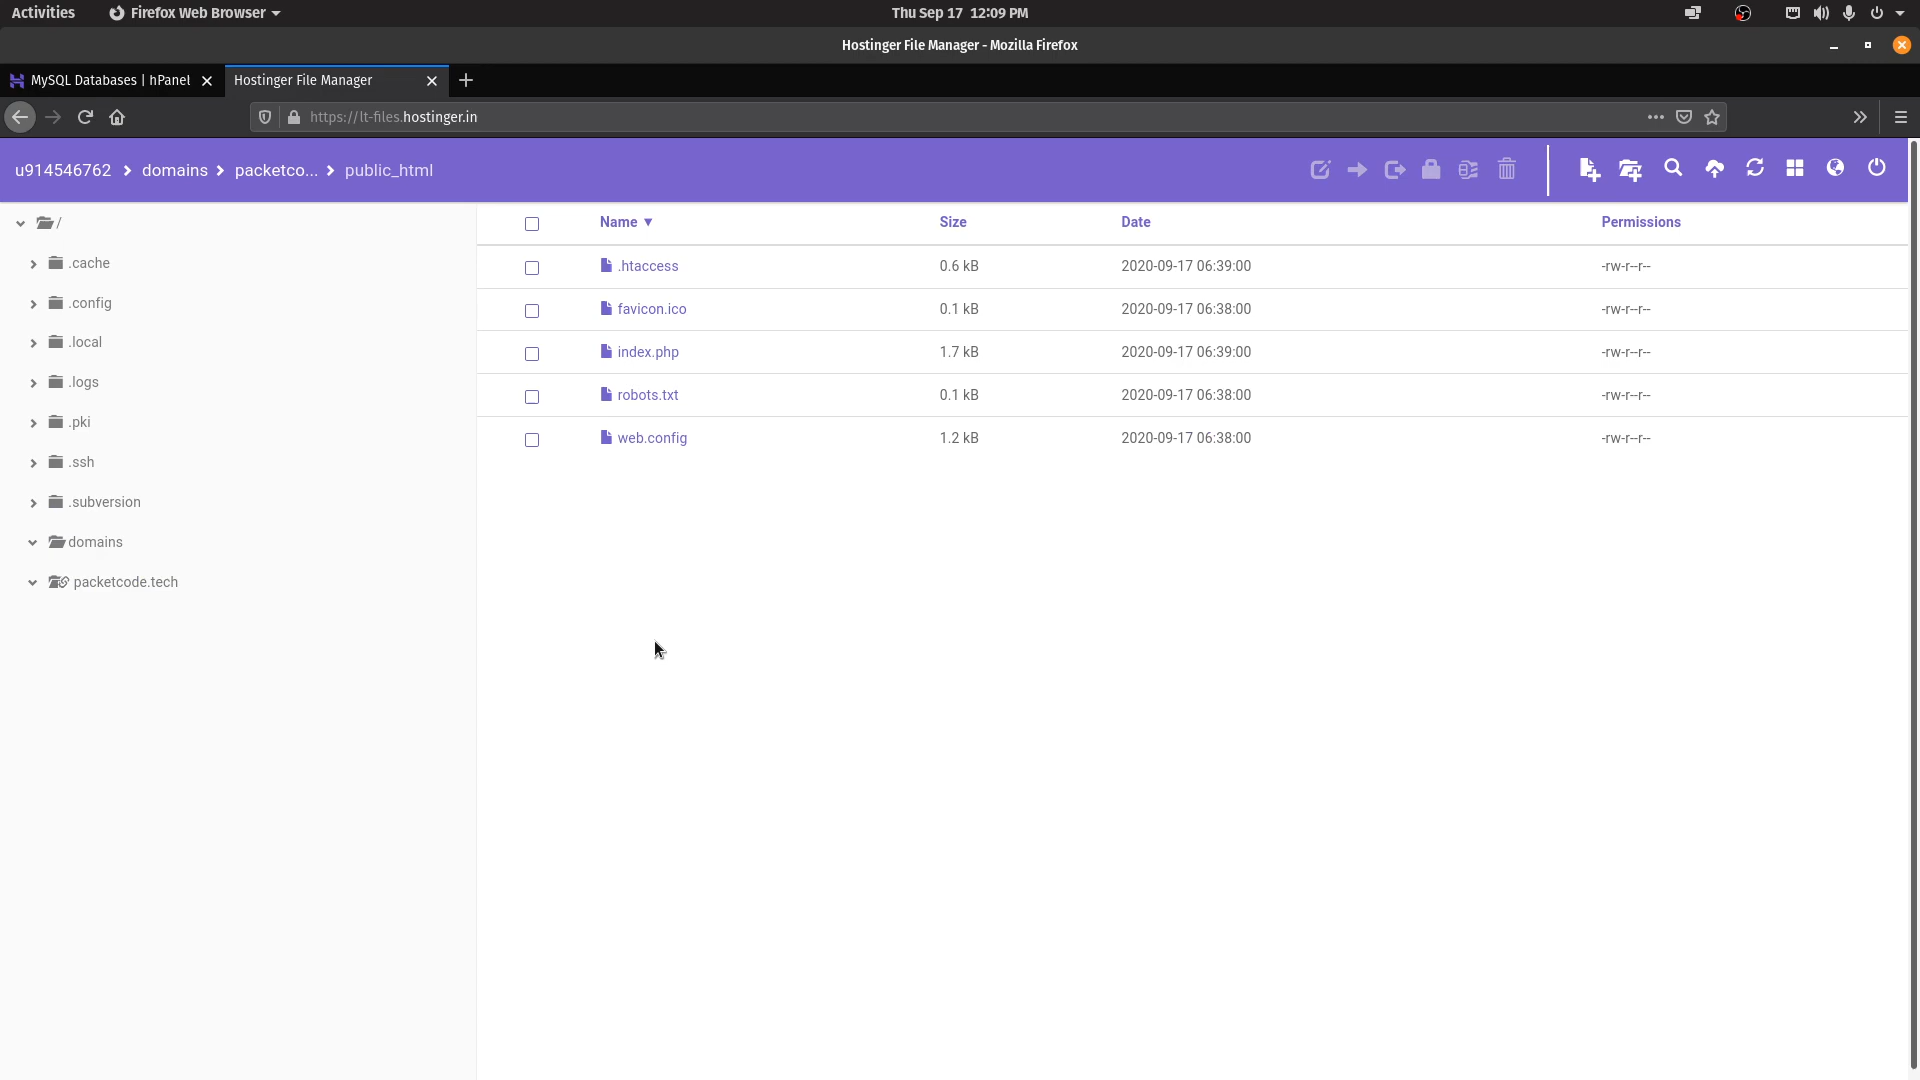 Activities Firefox Web Browser Thu Sep 17 12:09 PM
Hostinger File Manager - Mozilla Firefox
MySQL Databases | hPanel Hostinger File Manager
https://lt-files.hostinger.in
u914546762 domains packetco... public_html
/
.cache
.config
.local
.logs
.pki
.ssh
.subversion
domains
packetcode.tech
Name Size Date Permissions
.htaccess 0.6 kB 2020-09-17 06:39:00 -rw-r--r--
favicon.ico 0.1 kB 2020-09-17 06:38:00 -rw-r--r--
index.php 1.7 kB 2020-09-17 06:39:00 -rw-r--r--
robots.txt 0.1 kB 2020-09-17 06:38:00 -rw-r--r--
web.config 1.2 kB 2020-09-17 06:38:00 -rw-r--r--